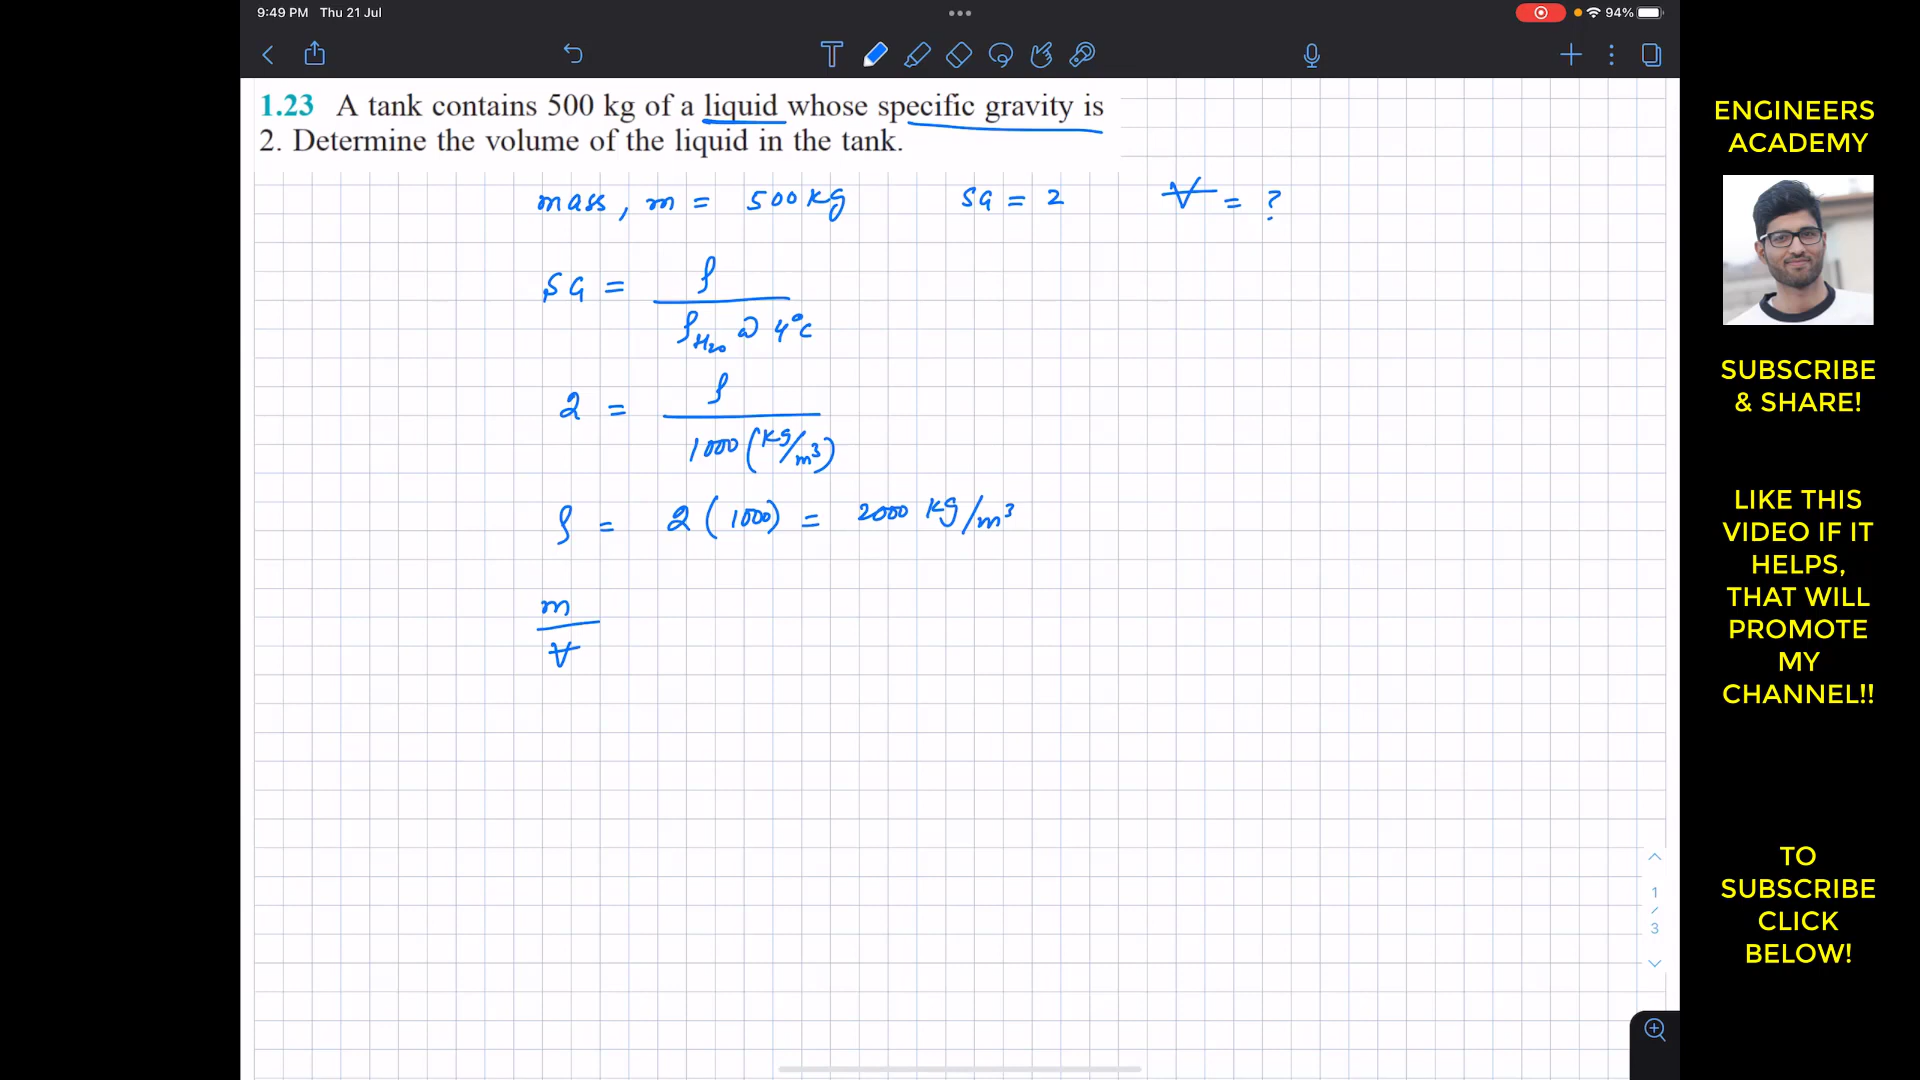 9:49 PM Thu 21 Jul
94%
T
1.23 A tank contains 500 kg of a liquid whose specific gravity is
2. Determine the volume of the liquid in the tank.
mass, m = 500 kg SG = 2 V = ?
SG = ρ / ρH₂O @ 4°C
2 = ρ / 1000 (kg/m³)
ρ = 2 (1000) = 2000 kg/m³
m / V
1 / 3
ENGINEERS
ACADEMY
SUBSCRIBE
& SHARE!
LIKE THIS
VIDEO IF IT
HELPS,
THAT WILL
PROMOTE
MY
CHANNEL!!
TO
SUBSCRIBE
CLICK
BELOW!